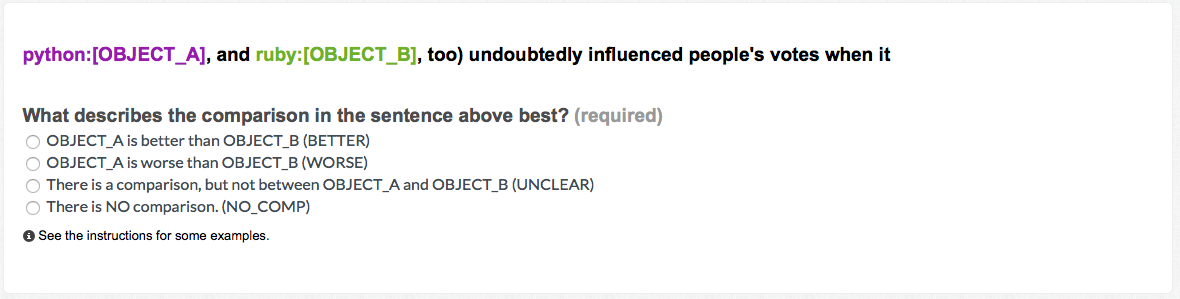 python:[OBJECT_A], and ruby:[OBJECT_B], too) undoubtedly influenced people's votes when it
What describes the comparison in the sentence above best? (required)
OBJECT_A is better than OBJECT_B (BETTER)
OBJECT_A is worse than OBJECT_B (WORSE)
There is a comparison, but not between OBJECT_A and OBJECT_B (UNCLEAR)
There is NO comparison. (NO_COMP)
See the instructions for some examples.